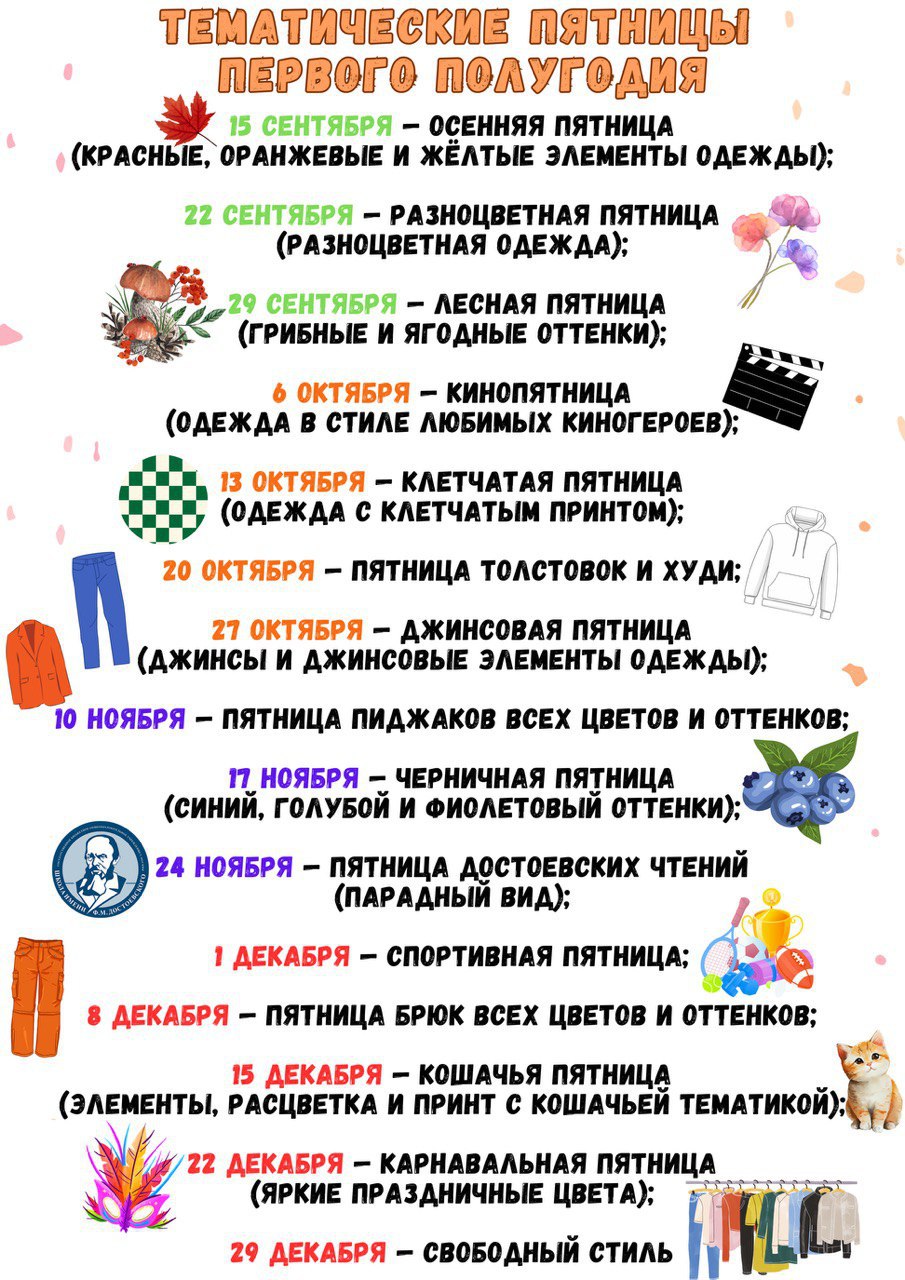 ТЕМАТИЧЕСКИЕ ПЯТНИЦЫ
ПЕРВОГО ПОЛУГОДИЯ
15 СЕНТЯБРЯ – ОСЕННЯЯ ПЯТНИЦА
(КРАСНЫЕ, ОРАНЖЕВЫЕ И ЖЁЛТЫЕ ЭЛЕМЕНТЫ ОДЕЖДЫ);
22 СЕНТЯБРЯ – РАЗНОЦВЕТНАЯ ПЯТНИЦА
(РАЗНОЦВЕТНАЯ ОДЕЖДА);
29 СЕНТЯБРЯ – ЛЕСНАЯ ПЯТНИЦА
(ГРИБНЫЕ И ЯГОДНЫЕ ОТТЕНКИ);
6 ОКТЯБРЯ – КИНОПЯТНИЦА
(ОДЕЖДА В СТИЛЕ ЛЮБИМЫХ КИНОГЕРОЕВ);
13 ОКТЯБРЯ – КЛЕТЧАТАЯ ПЯТНИЦА
(ОДЕЖДА С КЛЕТЧАТЫМ ПРИНТОМ);
20 ОКТЯБРЯ – ПЯТНИЦА ТОЛСТОВОК И ХУДИ;
27 ОКТЯБРЯ – ДЖИНСОВАЯ ПЯТНИЦА
(ДЖИНСЫ И ДЖИНСОВЫЕ ЭЛЕМЕНТЫ ОДЕЖДЫ);
10 НОЯБРЯ – ПЯТНИЦА ПИДЖАКОВ ВСЕХ ЦВЕТОВ И ОТТЕНКОВ;
17 НОЯБРЯ – ЧЕРНИЧНАЯ ПЯТНИЦА
(СИНИЙ, ГОЛУБОЙ И ФИОЛЕТОВЫЙ ОТТЕНКИ);
24 НОЯБРЯ – ПЯТНИЦА ДОСТОЕВСКИХ ЧТЕНИЙ
(ПАРАДНЫЙ ВИД);
ШКОЛА ИМЕНИ Ф.М. ДОСТОЕВСКОГО
1 ДЕКАБРЯ – СПОРТИВНАЯ ПЯТНИЦА;
8 ДЕКАБРЯ – ПЯТНИЦА БРЮК ВСЕХ ЦВЕТОВ И ОТТЕНКОВ;
15 ДЕКАБРЯ – КОШАЧЬЯ ПЯТНИЦА
(ЭЛЕМЕНТЫ, РАСЦВЕТКА И ПРИНТ С КОШАЧЬЕЙ ТЕМАТИКОЙ);
22 ДЕКАБРЯ – КАРНАВАЛЬНАЯ ПЯТНИЦА
(ЯРКИЕ ПРАЗДНИЧНЫЕ ЦВЕТА);
29 ДЕКАБРЯ – СВОБОДНЫЙ СТИЛЬ